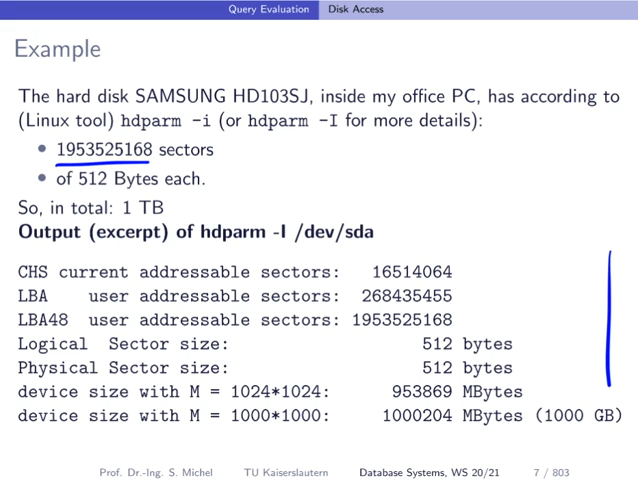 Query Evaluation Disk Access
Example
The hard disk SAMSUNG HD103SJ, inside my office PC, has according to
(Linux tool) hdparm -i (or hdparm -I for more details):
• 1953525168 sectors
• of 512 Bytes each.
So, in total: 1 TB
Output (excerpt) of hdparm -I /dev/sda
CHS current addressable sectors: 16514064
LBA user addressable sectors: 268435455
LBA48 user addressable sectors: 1953525168
Logical Sector size: 512 bytes
Physical Sector size: 512 bytes
device size with M = 1024*1024: 953869 MBytes
device size with M = 1000*1000: 1000204 MBytes (1000 GB)
Prof. Dr.-Ing. S. Michel TU Kaiserslautern Database Systems, WS 20/21 7 / 803